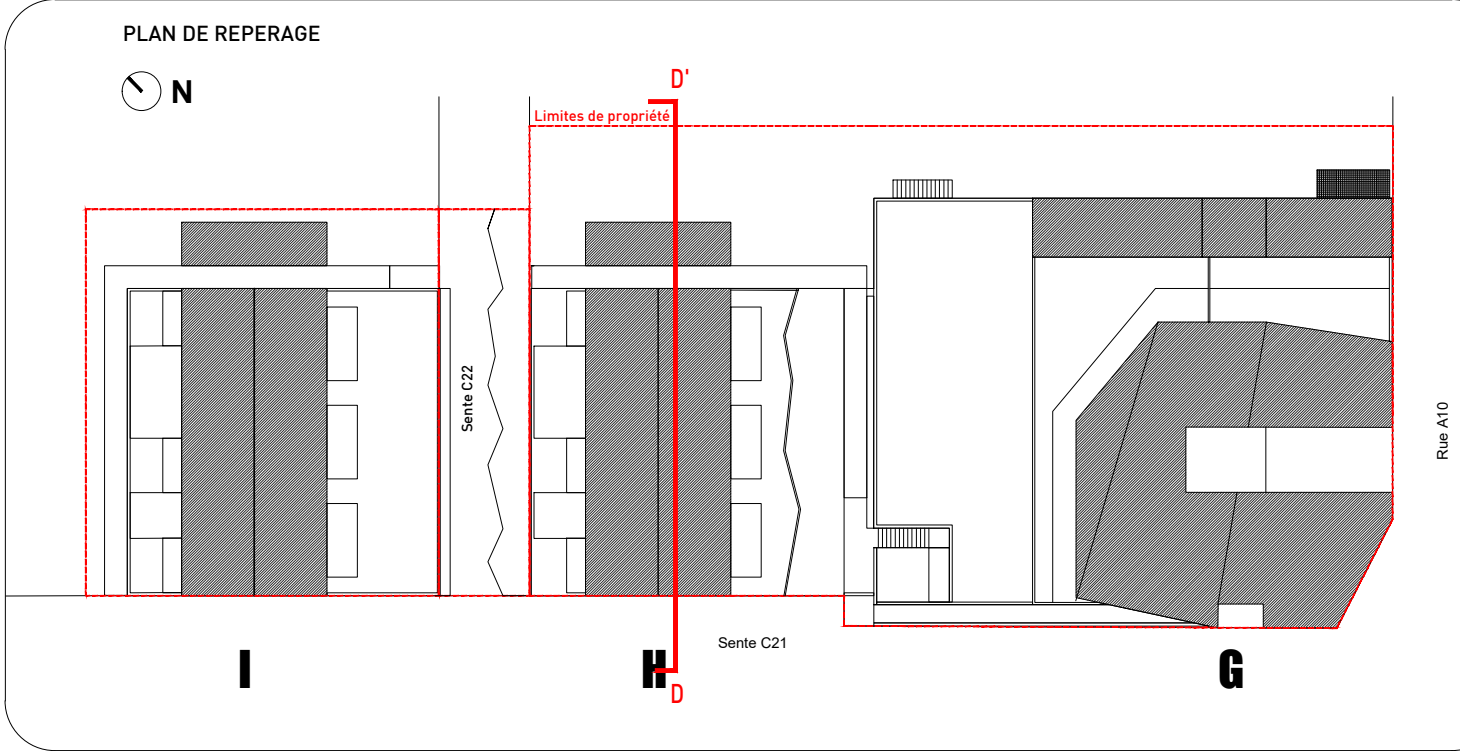 PLAN DE REPERAGE
N
D'
Limites de propriété
Sente C22
Rue A10
Sente C21
I
H
G
D